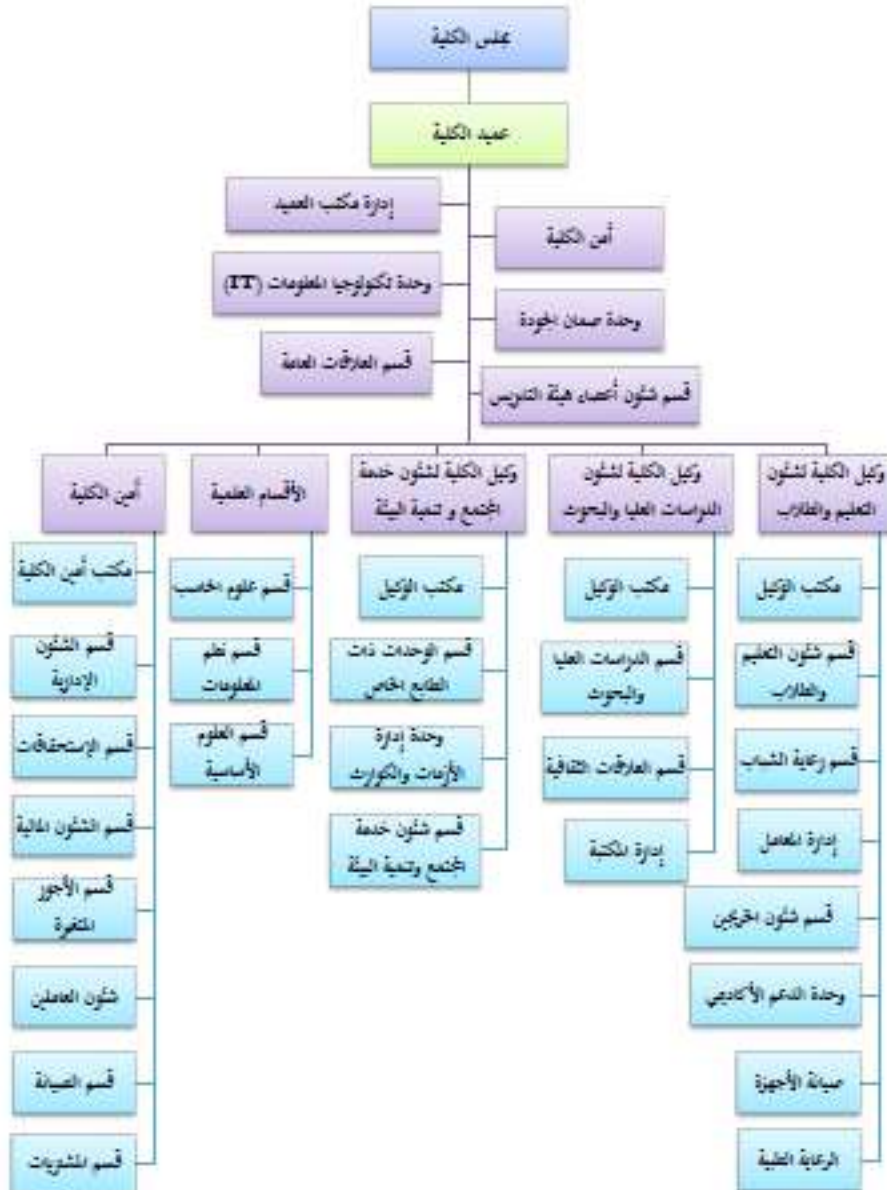 مجلس الكلية
عميد الكلية
إدارة مكتب العميد
أمن الكلية
وحدة تكنولوجيا المعلومات (IT)
وحدة ضمان الجودة
قسم العلاقات العامة
قسم شئون أعضاء هيئة التدريس
وكيل الكلية لشئون
التعليم والطلاب
مكتب الوكيل
قسم شئون التعليم
والطلاب
قسم رعاية الشباب
إدارة المعامل
قسم شئون الخريجين
وحدة الدعم الأكاديمي
صيانة الأجهزة
الرعاية الطبية
وكيل الكلية لشئون
الدراسات العليا والبحوث
مكتب الوكيل
قسم الدراسات العليا
والبحوث
قسم العلاقات الثقافية
إدارة المكتبة
وكيل الكلية لشئون خدمة
المجتمع و تنمية البيئة
مكتب الوكيل
قسم الوحدات ذات
الطابع الخاص
وحدة إدارة
الأزمات والكوارث
قسم شئون خدمة
المجتمع وتنمية البيئة
الأقسام العلمية
قسم علوم الحاسب
قسم نظم
المعلومات
قسم العلوم
الأساسية
أمين الكلية
مكتب أمين الكلية
قسم الشئون
الإدارية
قسم الإستحقاقات
قسم الشئون المالية
قسم الأجور
المتغيرة
شئون العاملين
قسم الصيانة
قسم المشتريات